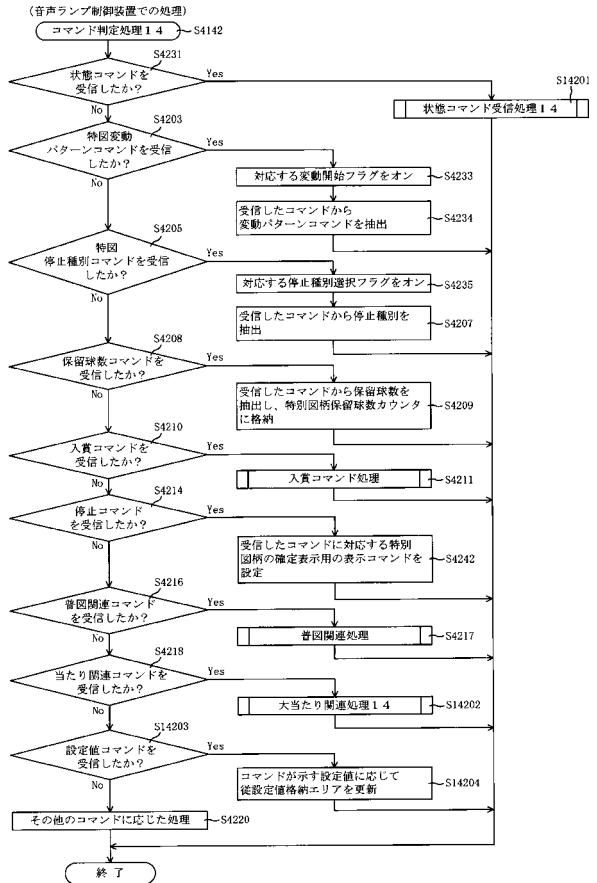 (音声ランプ制御装置での処理)
コマンド判定処理14
S4142
S4231
状態コマンドを
受信したか?
Yes
No
S14201
状態コマンド受信処理14
S4203
特図変動
パターンコマンドを受信
したか?
Yes
No
対応する変動開始フラグをオン
S4233
受信したコマンドから
変動パターンコマンドを抽出
S4234
S4205
特図
停止種別コマンドを受信
したか?
Yes
No
対応する停止種別選択フラグをオン
S4235
受信したコマンドから停止種別を
抽出
S4207
S4208
保留球数コマンドを
受信したか?
Yes
No
受信したコマンドから保留球数を
抽出し、特別図柄保留球数カウンタ
に格納
S4209
S4210
入賞コマンドを
受信したか?
Yes
No
入賞コマンド処理
S4211
S4214
停止コマンド
を受信したか?
Yes
No
受信したコマンドに対応する特別
図柄の確定表示用の表示コマンドを
設定
S4242
S4216
普図関連コマンド
を受信したか?
Yes
No
普図関連処理
S4217
S4218
当たり関連コマンドを
受信したか?
Yes
No
大当たり関連処理14
S14202
S14203
設定値コマンドを
受信したか?
Yes
No
コマンドが示す設定値に応じて
従設定値格納エリアを更新
S14204
その他のコマンドに応じた処理
S4220
終了